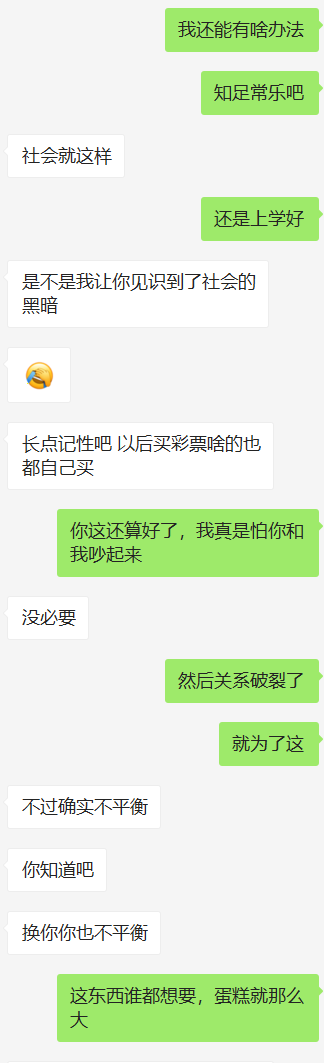 我还能有啥办法
知足常乐吧
社会就这样
还是上学好
是不是我让你见识到了社会的
黑暗
长点记性吧 以后买彩票啥的也
都自己买
你这还算好了，我真是怕你和
我吵起来
没必要
然后关系破裂了
就为了这
不过确实不平衡
你知道吧
换你你也不平衡
这东西谁都想要，蛋糕就那么
大